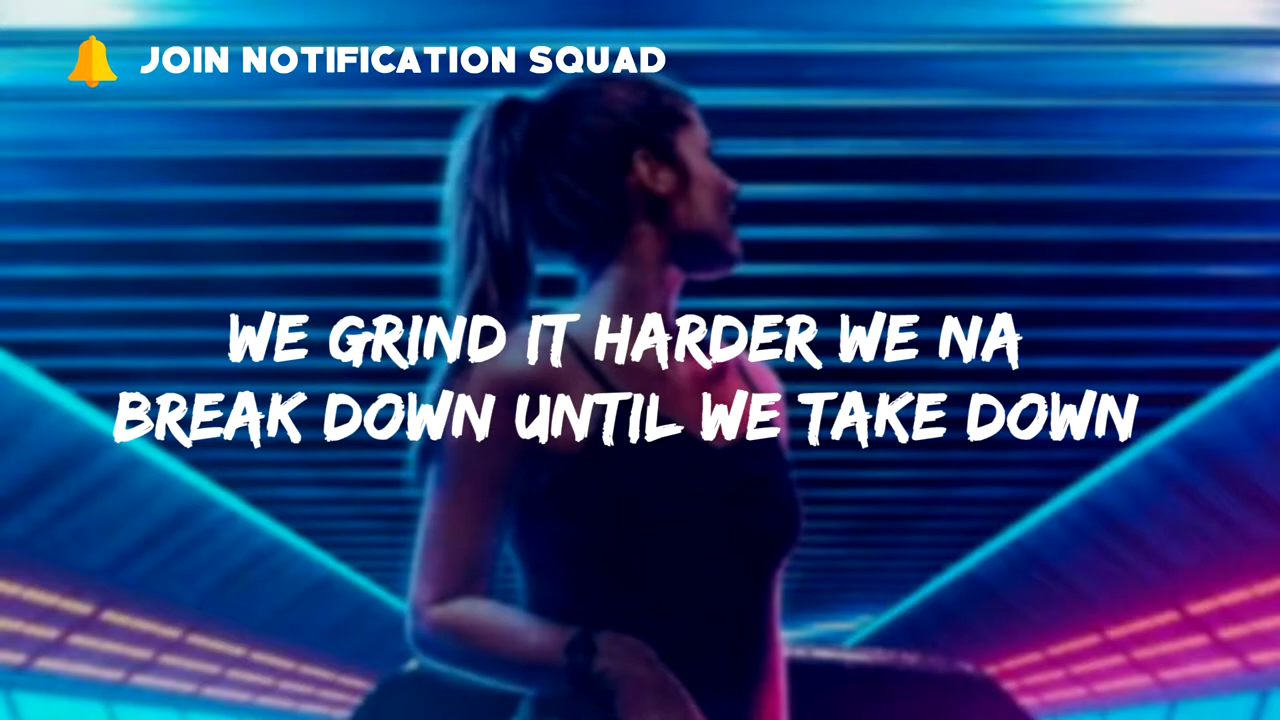 JOIN NOTIFICATION SQUAD
WE GRIND IT HARDER WE NA
BREAK DOWN UNTIL WE TAKE DOWN